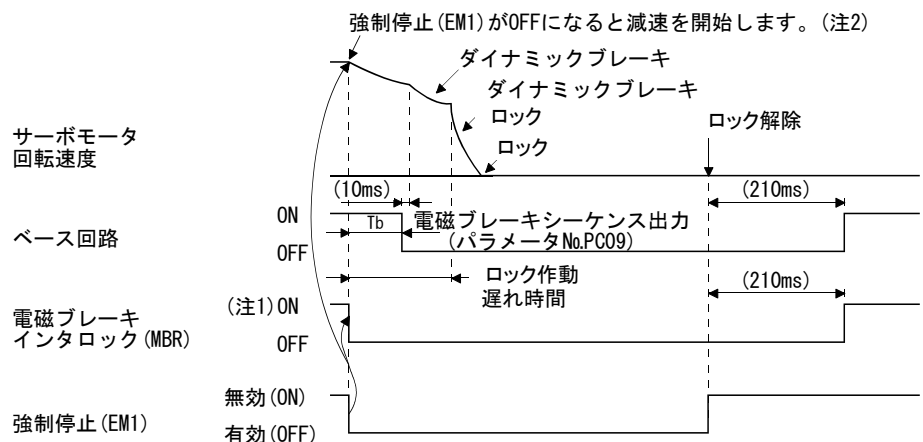 強制停止(EM1)がOFFになると減速を開始します。(注2)
ダイナミックブレーキ
ダイナミックブレーキ
ロック
ロック
ロック解除
サーボモータ
回転速度
(10ms)
(210ms)
ベース回路
ON
OFF
Tb
電磁ブレーキシーケンス出力
(パラメータNo.PC09)
ロック作動
遅れ時間
(210ms)
電磁ブレーキ
インタロック(MBR)
(注1)ON
OFF
強制停止(EM1)
無効(ON)
有効(OFF)